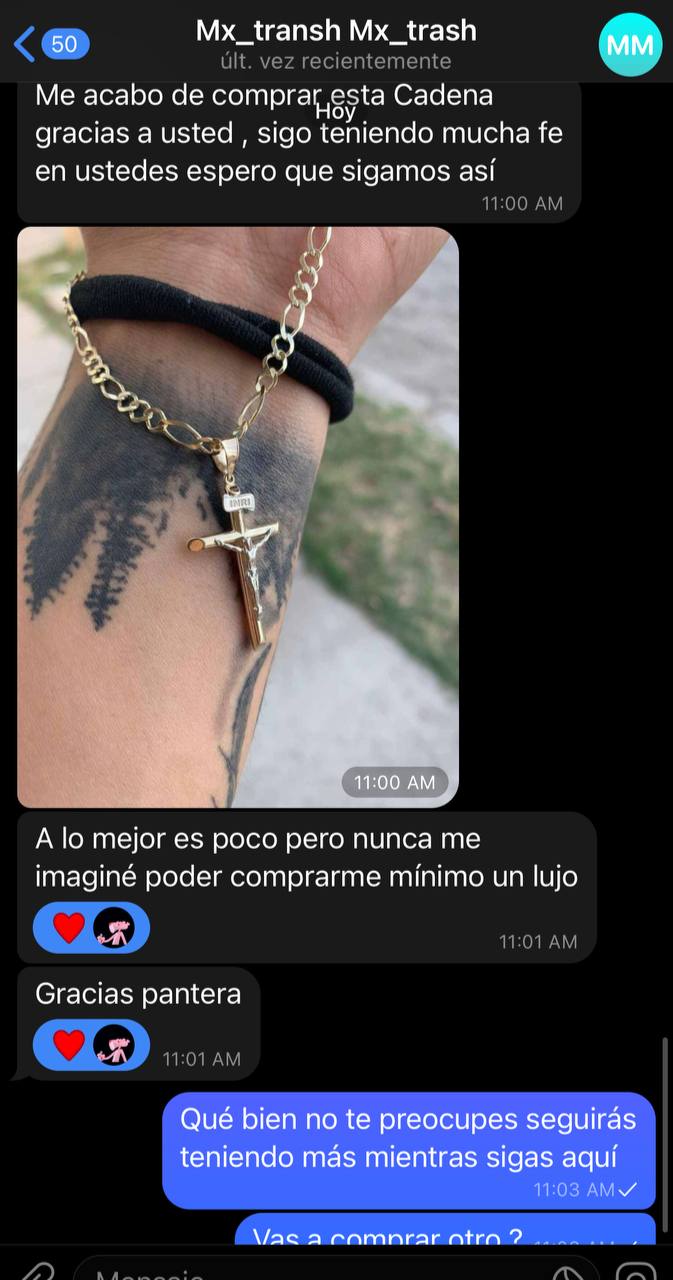 50
Mx_transh Mx_trash
últ. vez recientemente
MM
Me acabo de comprar esta Cadena
Hoy
gracias a usted , sigo teniendo mucha fe
en ustedes espero que sigamos así
11:00 AM
INRI
11:00 AM
A lo mejor es poco pero nunca me
imaginé poder comprarme mínimo un lujo
11:01 AM
Gracias pantera
11:01 AM
Qué bien no te preocupes seguirás
teniendo más mientras sigas aquí
11:03 AM
Vas a comprar otro ?
Mensaje